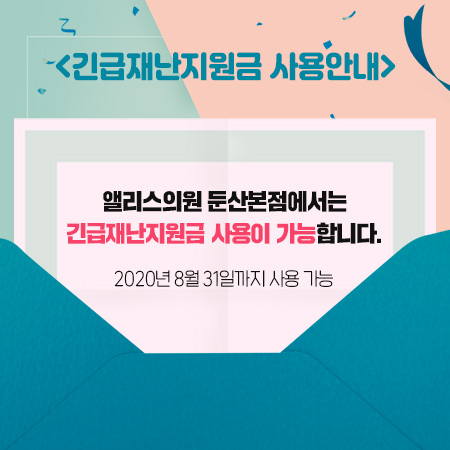 <긴급재난지원금 사용안내>
앨리스의원 둔산본점에서는
긴급재난지원금 사용이 가능합니다.
2020년 8월 31일까지 사용 가능